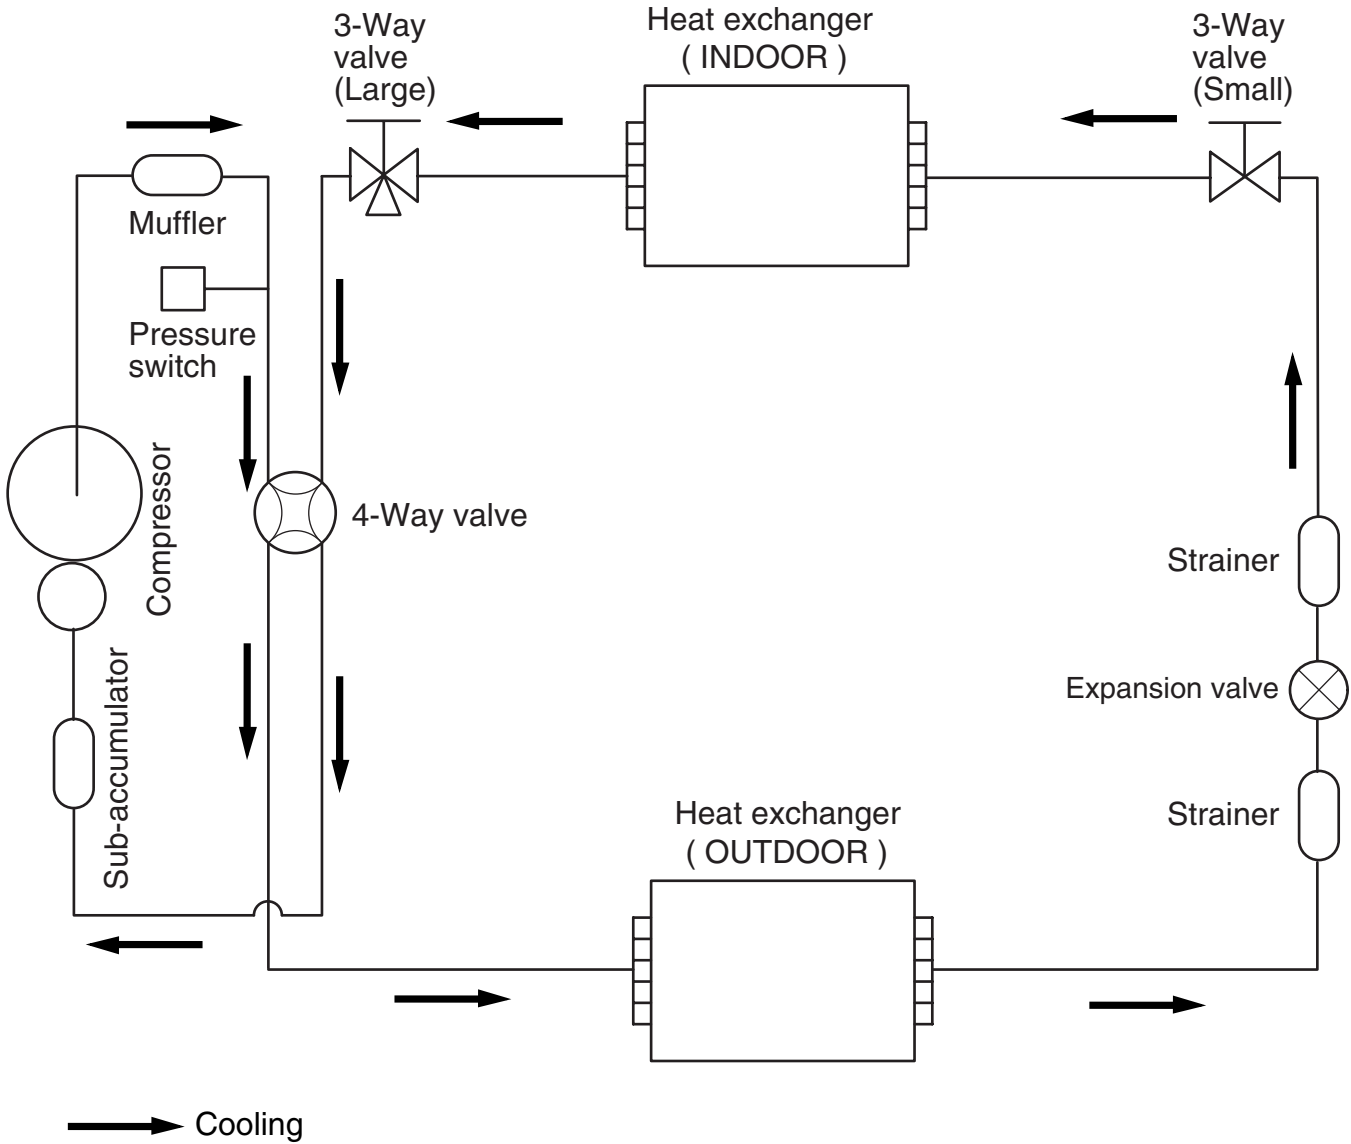 3-Way
valve
(Large)
Heat exchanger
( INDOOR )
3-Way
valve
(Small)
Muffler
Pressure
switch
Compressor
4-Way valve
Strainer
Expansion valve
Sub-accumulator
Strainer
Heat exchanger
( OUTDOOR )
Cooling